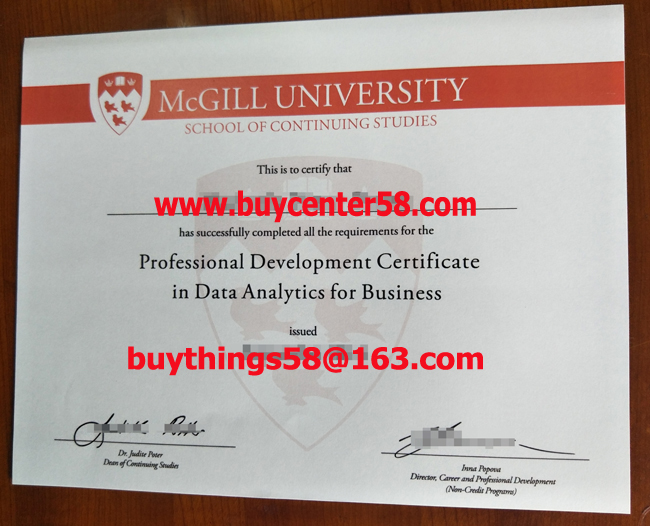 McGILL UNIVERSITY
SCHOOL OF CONTINUING STUDIES
This is to certify that
www.buycenter58.com
has successfully completed all the requirements for the
Professional Development Certificate
in Data Analytics for Business
issued
buythings58@163.com
Dr. Judite Poter
Dean of Continuing Studies
Inna Popova
Director, Career and Professional Development
(Non-Credit Programs)